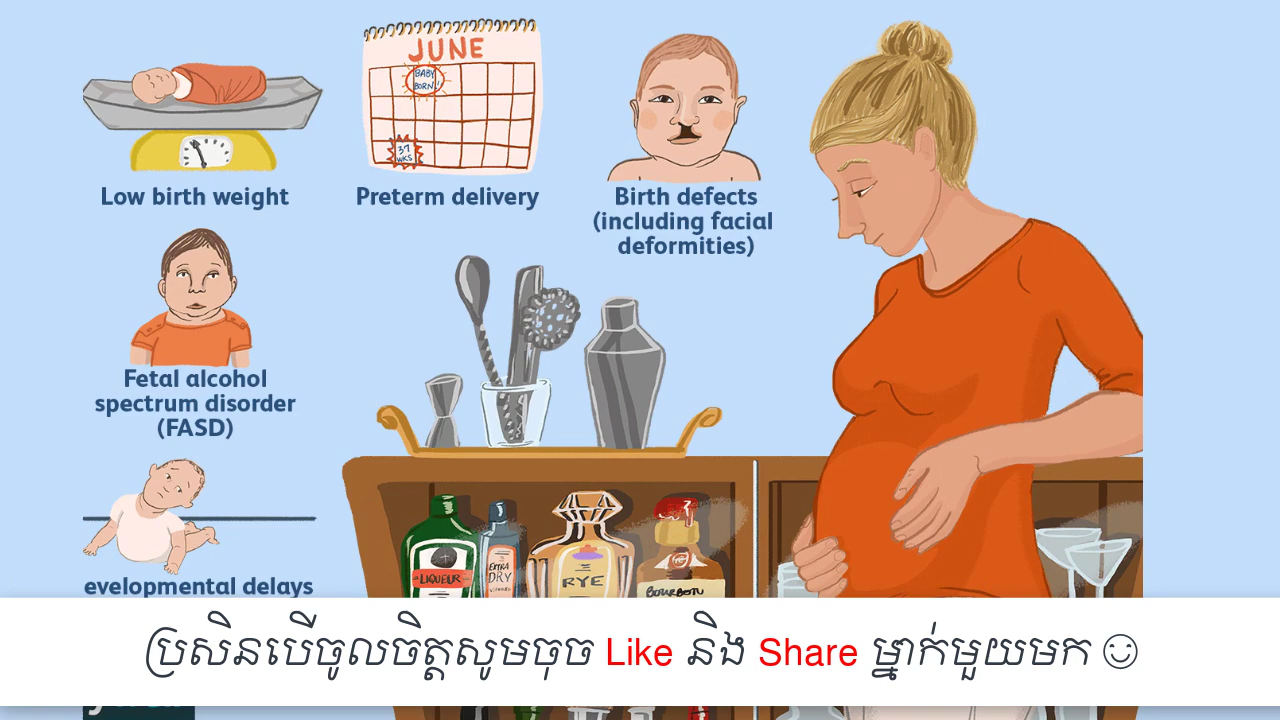 JUNE
BABY
BORN!
37
WKS
Low birth weight
Preterm delivery
Birth defects
(including facial
deformities)
Fetal alcohol
spectrum disorder
(FASD)
evelopmental delays
LIQUEUR
EXTRA
DRY
RYE
BOURBON
ប្រសិនបើចូលចិត្តសូមចុច Like និង Share ម្នាក់មួយមក ☺